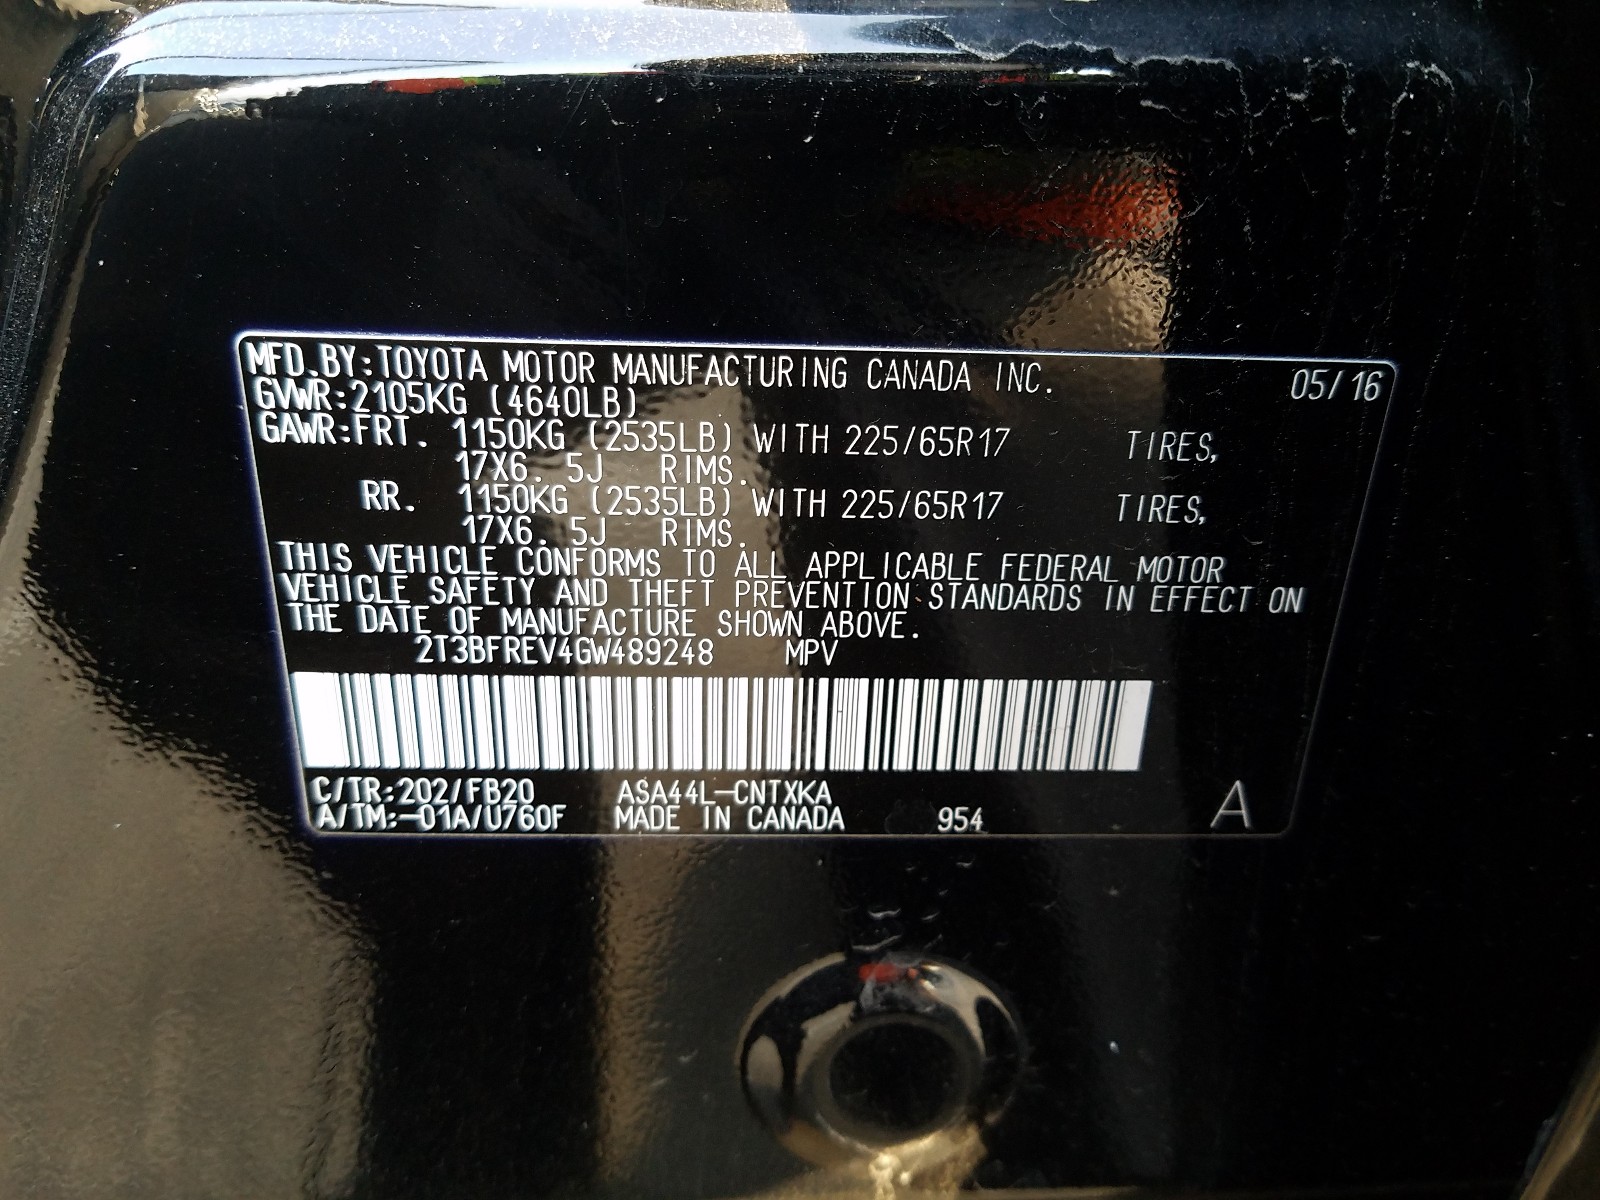 MFD.BY:TOYOTA MOTOR MANUFACTURING CANADA INC. 05/16
GVWR:2105KG (4640LB)
GAWR:FRT. 1150KG (2535LB) WITH 225/65R17 TIRES,
17X6. 5J RIMS.
RR. 1150KG (2535LB) WITH 225/65R17 TIRES,
17X6. 5J RIMS.
THIS VEHICLE CONFORMS TO ALL APPLICABLE FEDERAL MOTOR
VEHICLE SAFETY AND THEFT PREVENTION STANDARDS IN EFFECT ON
THE DATE OF MANUFACTURE SHOWN ABOVE.
2T3BFREV4GW489248 MPV
C/TR:202/FB20 ASA44L-CNTXKA
A/TM:-01A/U760F MADE IN CANADA 954 A